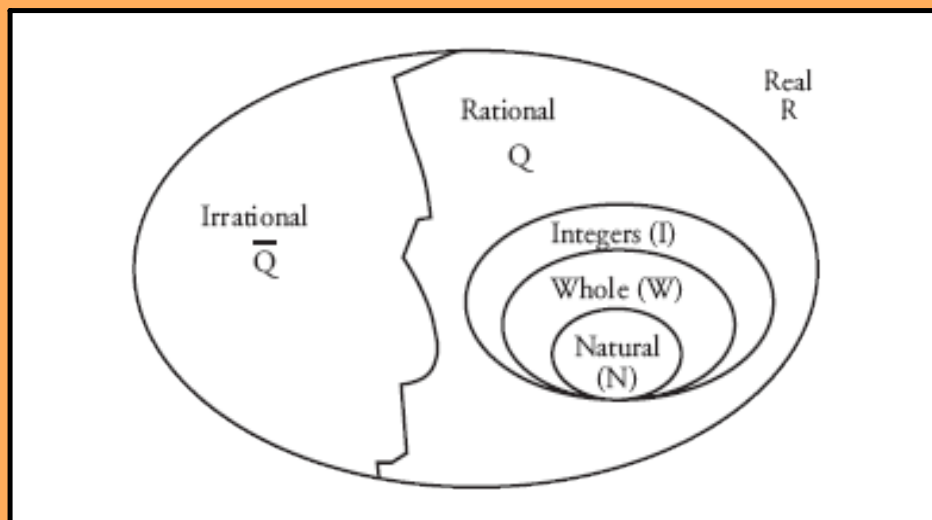 Real
R
Rational
Q
Irrational
Q̅
Integers (I)
Whole (W)
Natural
(N)